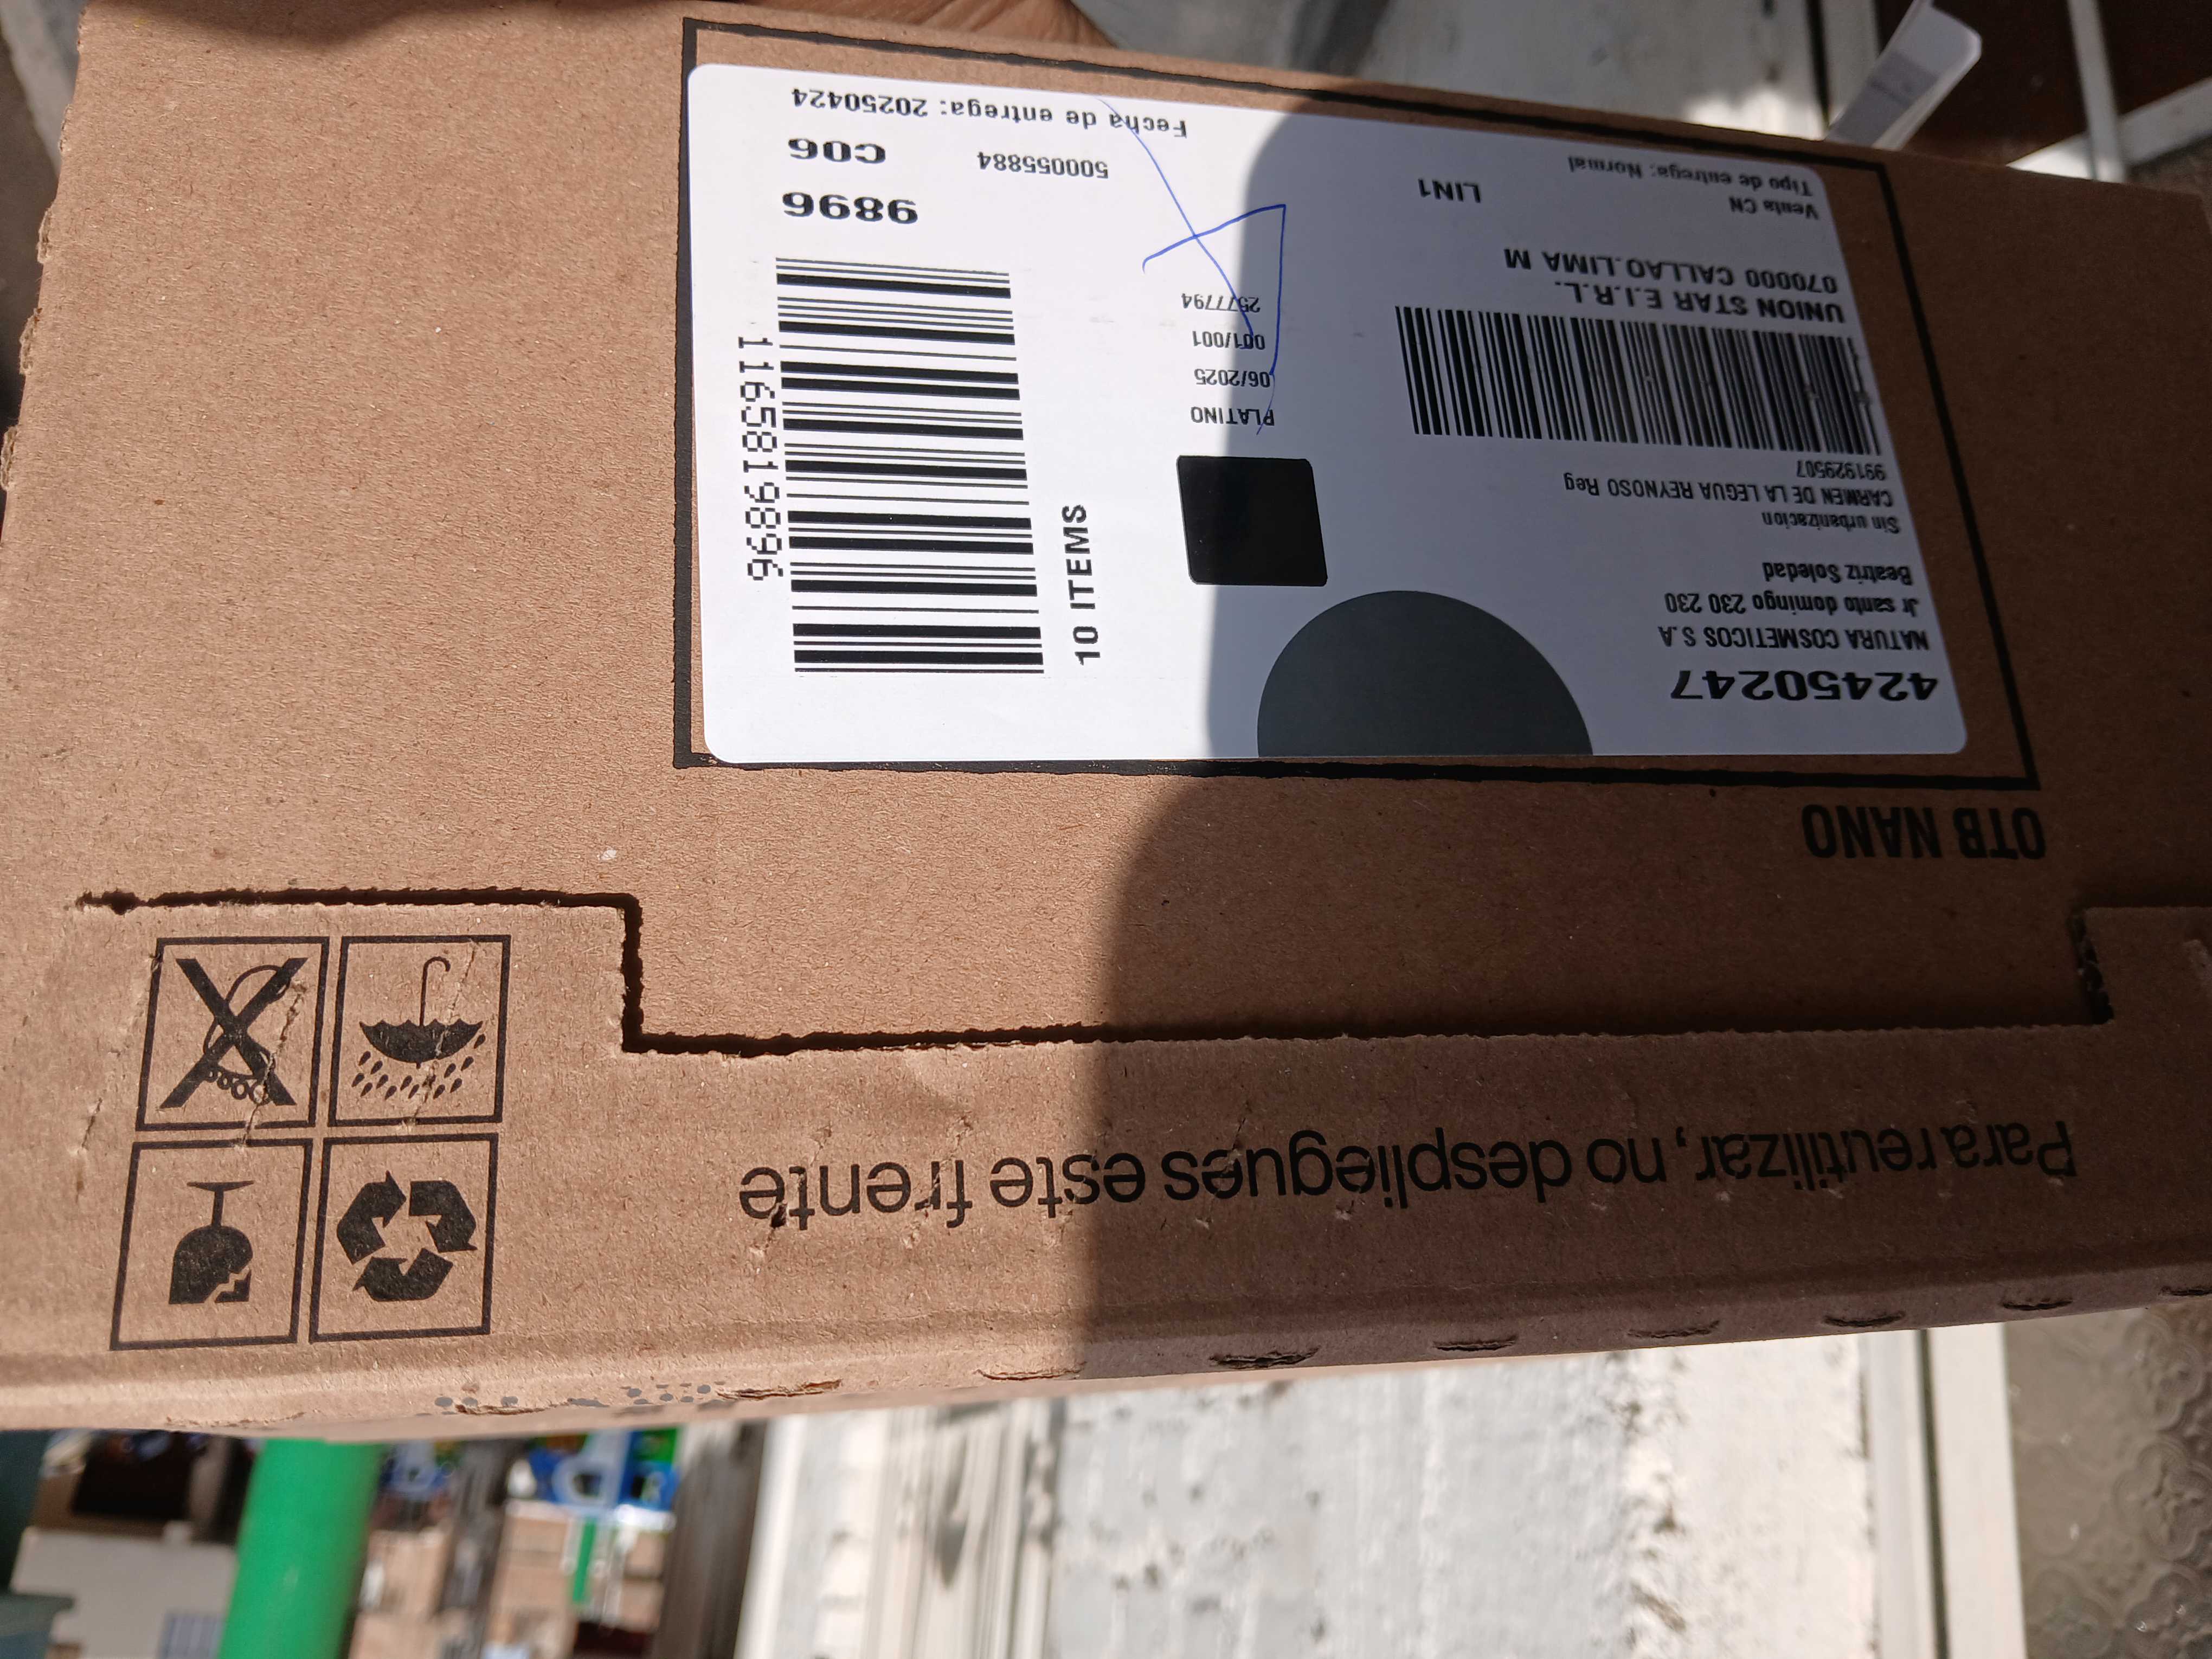 42450247
NATURA COSMETICOS S.A
Jr santo domingo 230 230
Beatriz Soledad
Sin urbanizacion
CARMEN DE LA LEGUA REYNOSO Reg
991929507
UNION STAR E.I.R.L.
070000 CALLAO.LIMA M
Venta CN
LIN1
Tipo de entrega: Normal
PLATINO
06/2025
001/001
2577794
10 ITEMS
1165819896
9896
500055884
C06
Fecha de entrega: 20250424
OTB NANO
Para reutilizar, no despliegues este frente